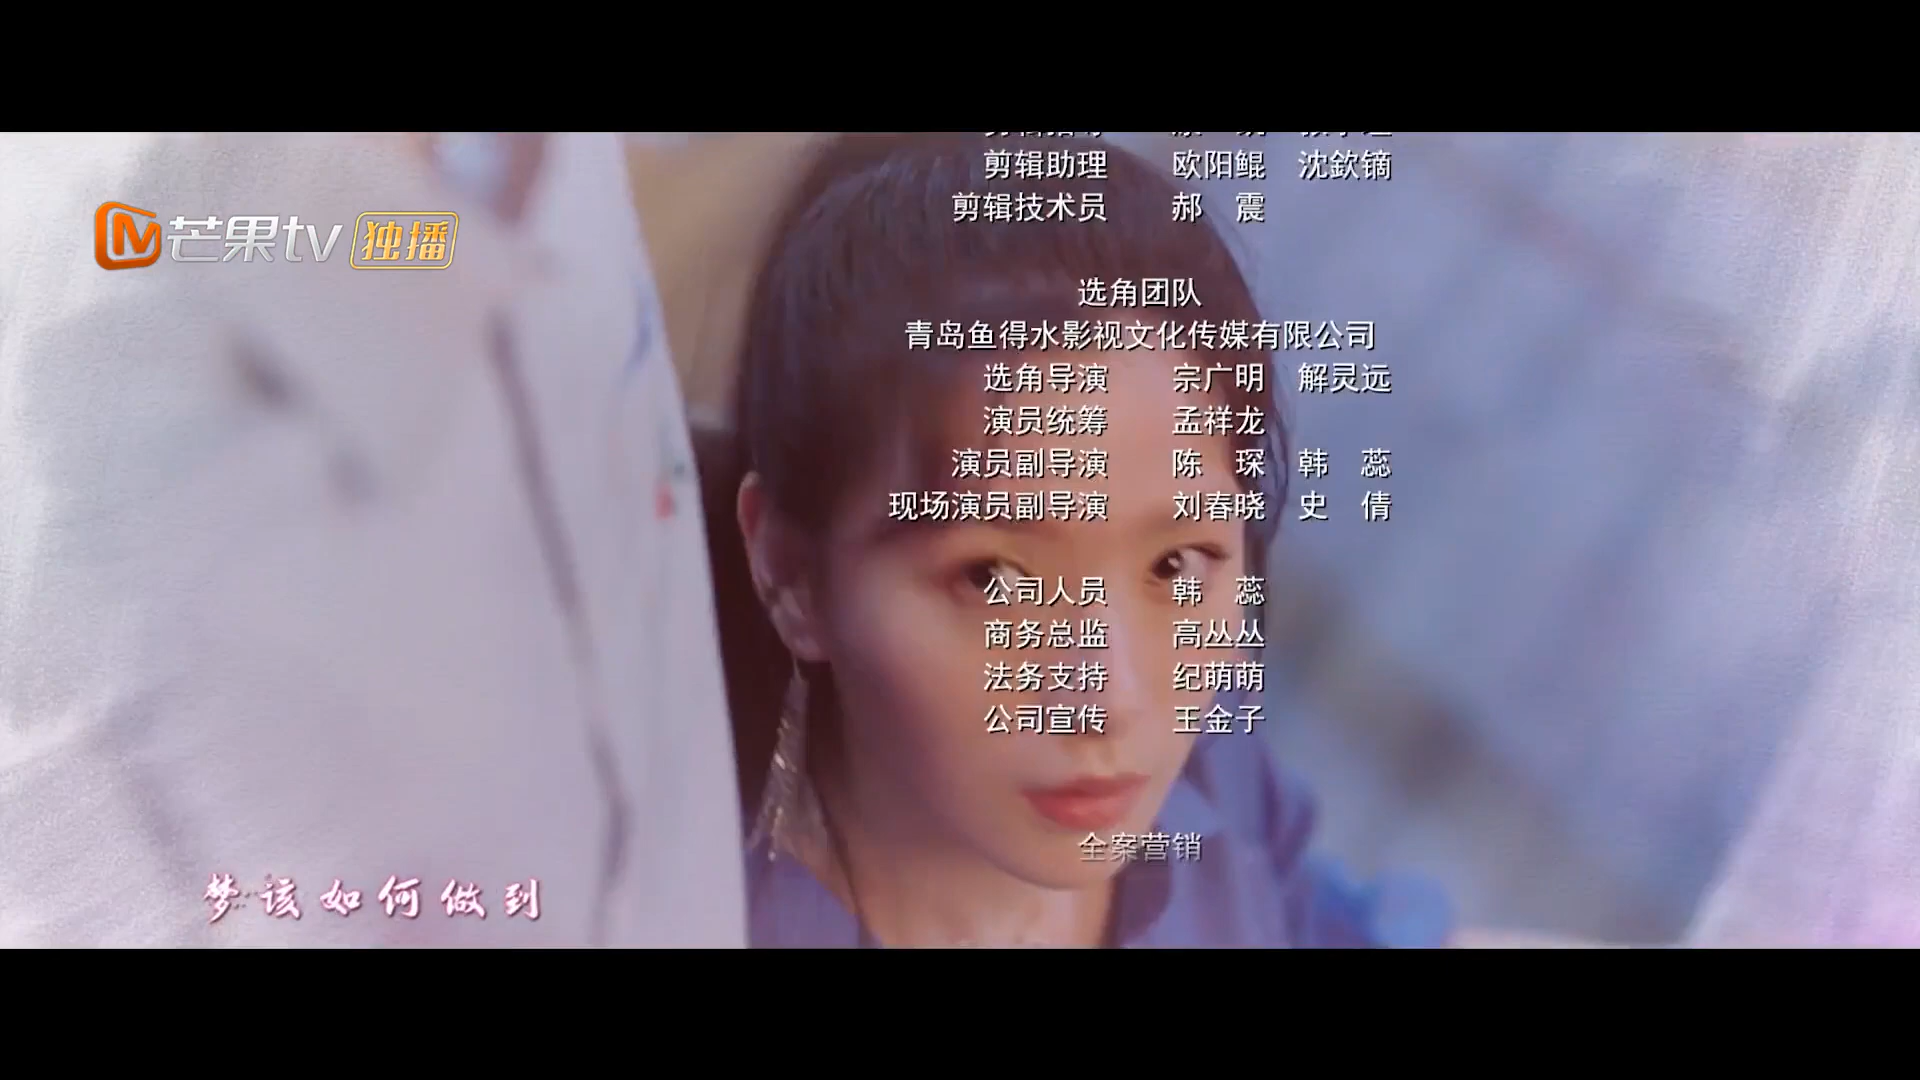 剪辑助理 欧阳鲲 沈欽镝
剪辑技术员 郝 震
芒果tv 独播
选角团队
青岛鱼得水影视文化传媒有限公司
选角导演 宗广明 解灵远
演员统筹 孟祥龙
演员副导演 陈 琛 韩 蕊
现场演员副导演 刘春晓 史 倩
公司人员 韩 蕊
商务总监 高丛丛
法务支持 纪萌萌
公司宣传 王金子
全案营销
梦该如何做到